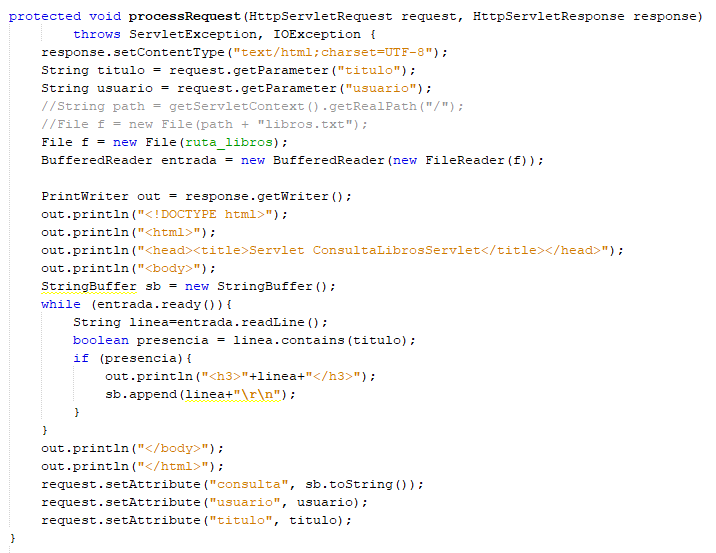 protected void processRequest(HttpServletRequest request, HttpServletResponse response)
        throws ServletException, IOException {
    response.setContentType("text/html;charset=UTF-8");
    String titulo = request.getParameter("titulo");
    String usuario = request.getParameter("usuario");
    //String path = getServletContext().getRealPath("/");
    //File f = new File(path + "libros.txt");
    File f = new File(ruta_libros);
    BufferedReader entrada = new BufferedReader(new FileReader(f));

    PrintWriter out = response.getWriter();
    out.println("<!DOCTYPE html>");
    out.println("<html>");
    out.println("<head><title>Servlet ConsultaLibrosServlet</title></head>");
    out.println("<body>");
    StringBuffer sb = new StringBuffer();
    while (entrada.ready()){
        String linea=entrada.readLine();
        boolean presencia = linea.contains(titulo);
        if (presencia){
            out.println("<h3>"+linea+"</h3>");
            sb.append(linea+"\r\n");
        }
    }
    out.println("</body>");
    out.println("</html>");
    request.setAttribute("consulta", sb.toString());
    request.setAttribute("usuario", usuario);
    request.setAttribute("titulo", titulo);
}